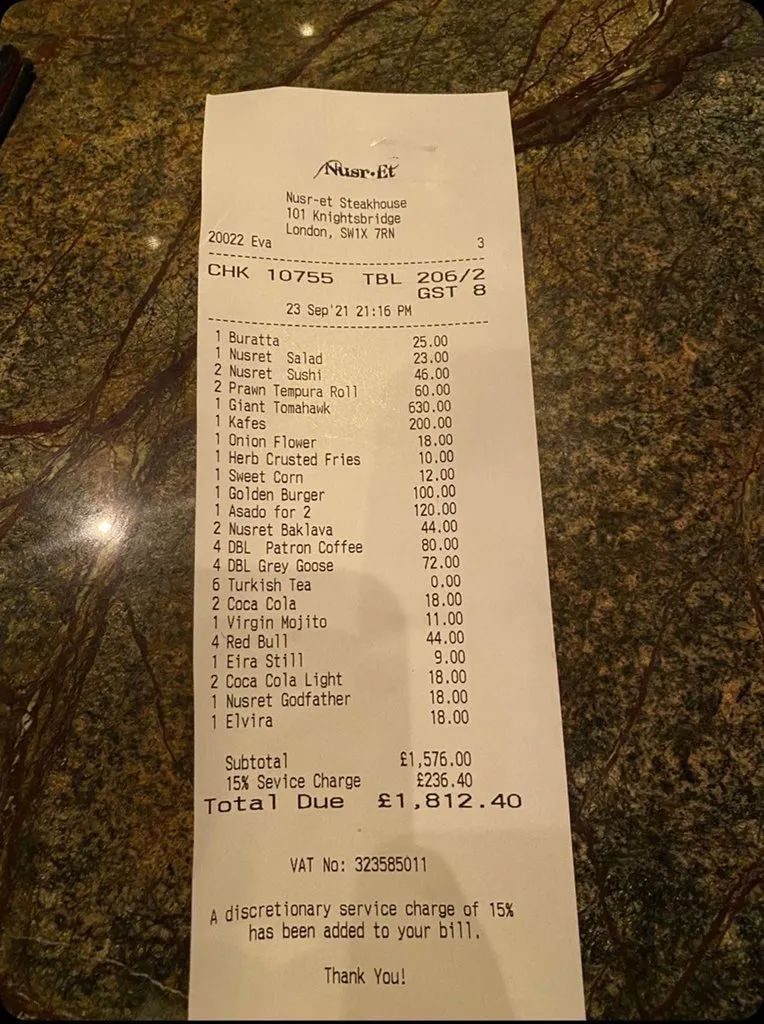 Nusr·Et
Nusr-et Steakhouse
101 Knightsbridge
London, SW1X 7RN
20022 Eva 3
CHK 10755 TBL 206/2
GST 8
23 Sep'21 21:16 PM
1 Buratta 25.00
1 Nusret Salad 23.00
2 Nusret Sushi 46.00
2 Prawn Tempura Roll 60.00
1 Giant Tomahawk 630.00
1 Kafes 200.00
1 Onion Flower 18.00
1 Herb Crusted Fries 10.00
1 Sweet Corn 12.00
1 Golden Burger 100.00
1 Asado for 2 120.00
2 Nusret Baklava 44.00
4 DBL Patron Coffee 80.00
4 DBL Grey Goose 72.00
6 Turkish Tea 0.00
2 Coca Cola 18.00
1 Virgin Mojito 11.00
4 Red Bull 44.00
1 Eira Still 9.00
2 Coca Cola Light 18.00
1 Nusret Godfather 18.00
1 Elvira 18.00
Subtotal £1,576.00
15% Sevice Charge £236.40
Total Due £1,812.40
VAT No: 323585011
A discretionary service charge of 15%
has been added to your bill.
Thank You!